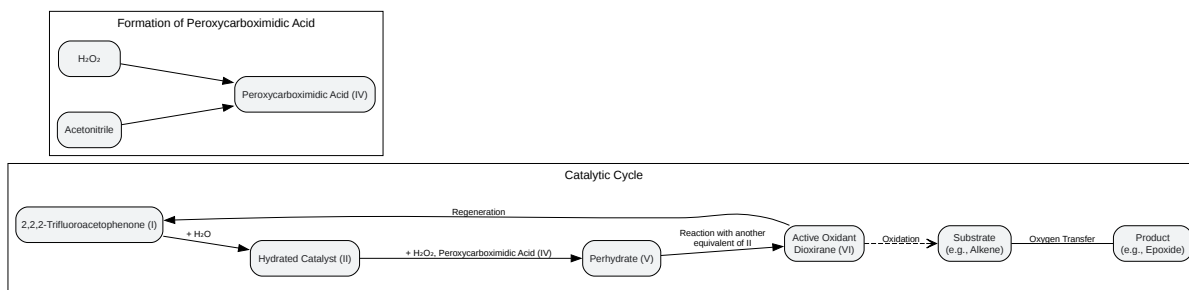 Formation of Peroxycarboximidic Acid
H₂O₂
Peroxycarboximidic Acid (IV)
Acetonitrile
Catalytic Cycle
2,2,2-Trifluoroacetophenone (I)
+ H₂O
Regeneration
Hydrated Catalyst (II)
+ H₂O₂, Peroxycarboximidic Acid (IV)
Perhydrate (V)
Reaction with another
equivalent of II
Active Oxidant
Dioxirane (VI)
Oxidation
Substrate
(e.g., Alkene)
Oxygen Transfer
Product
(e.g., Epoxide)